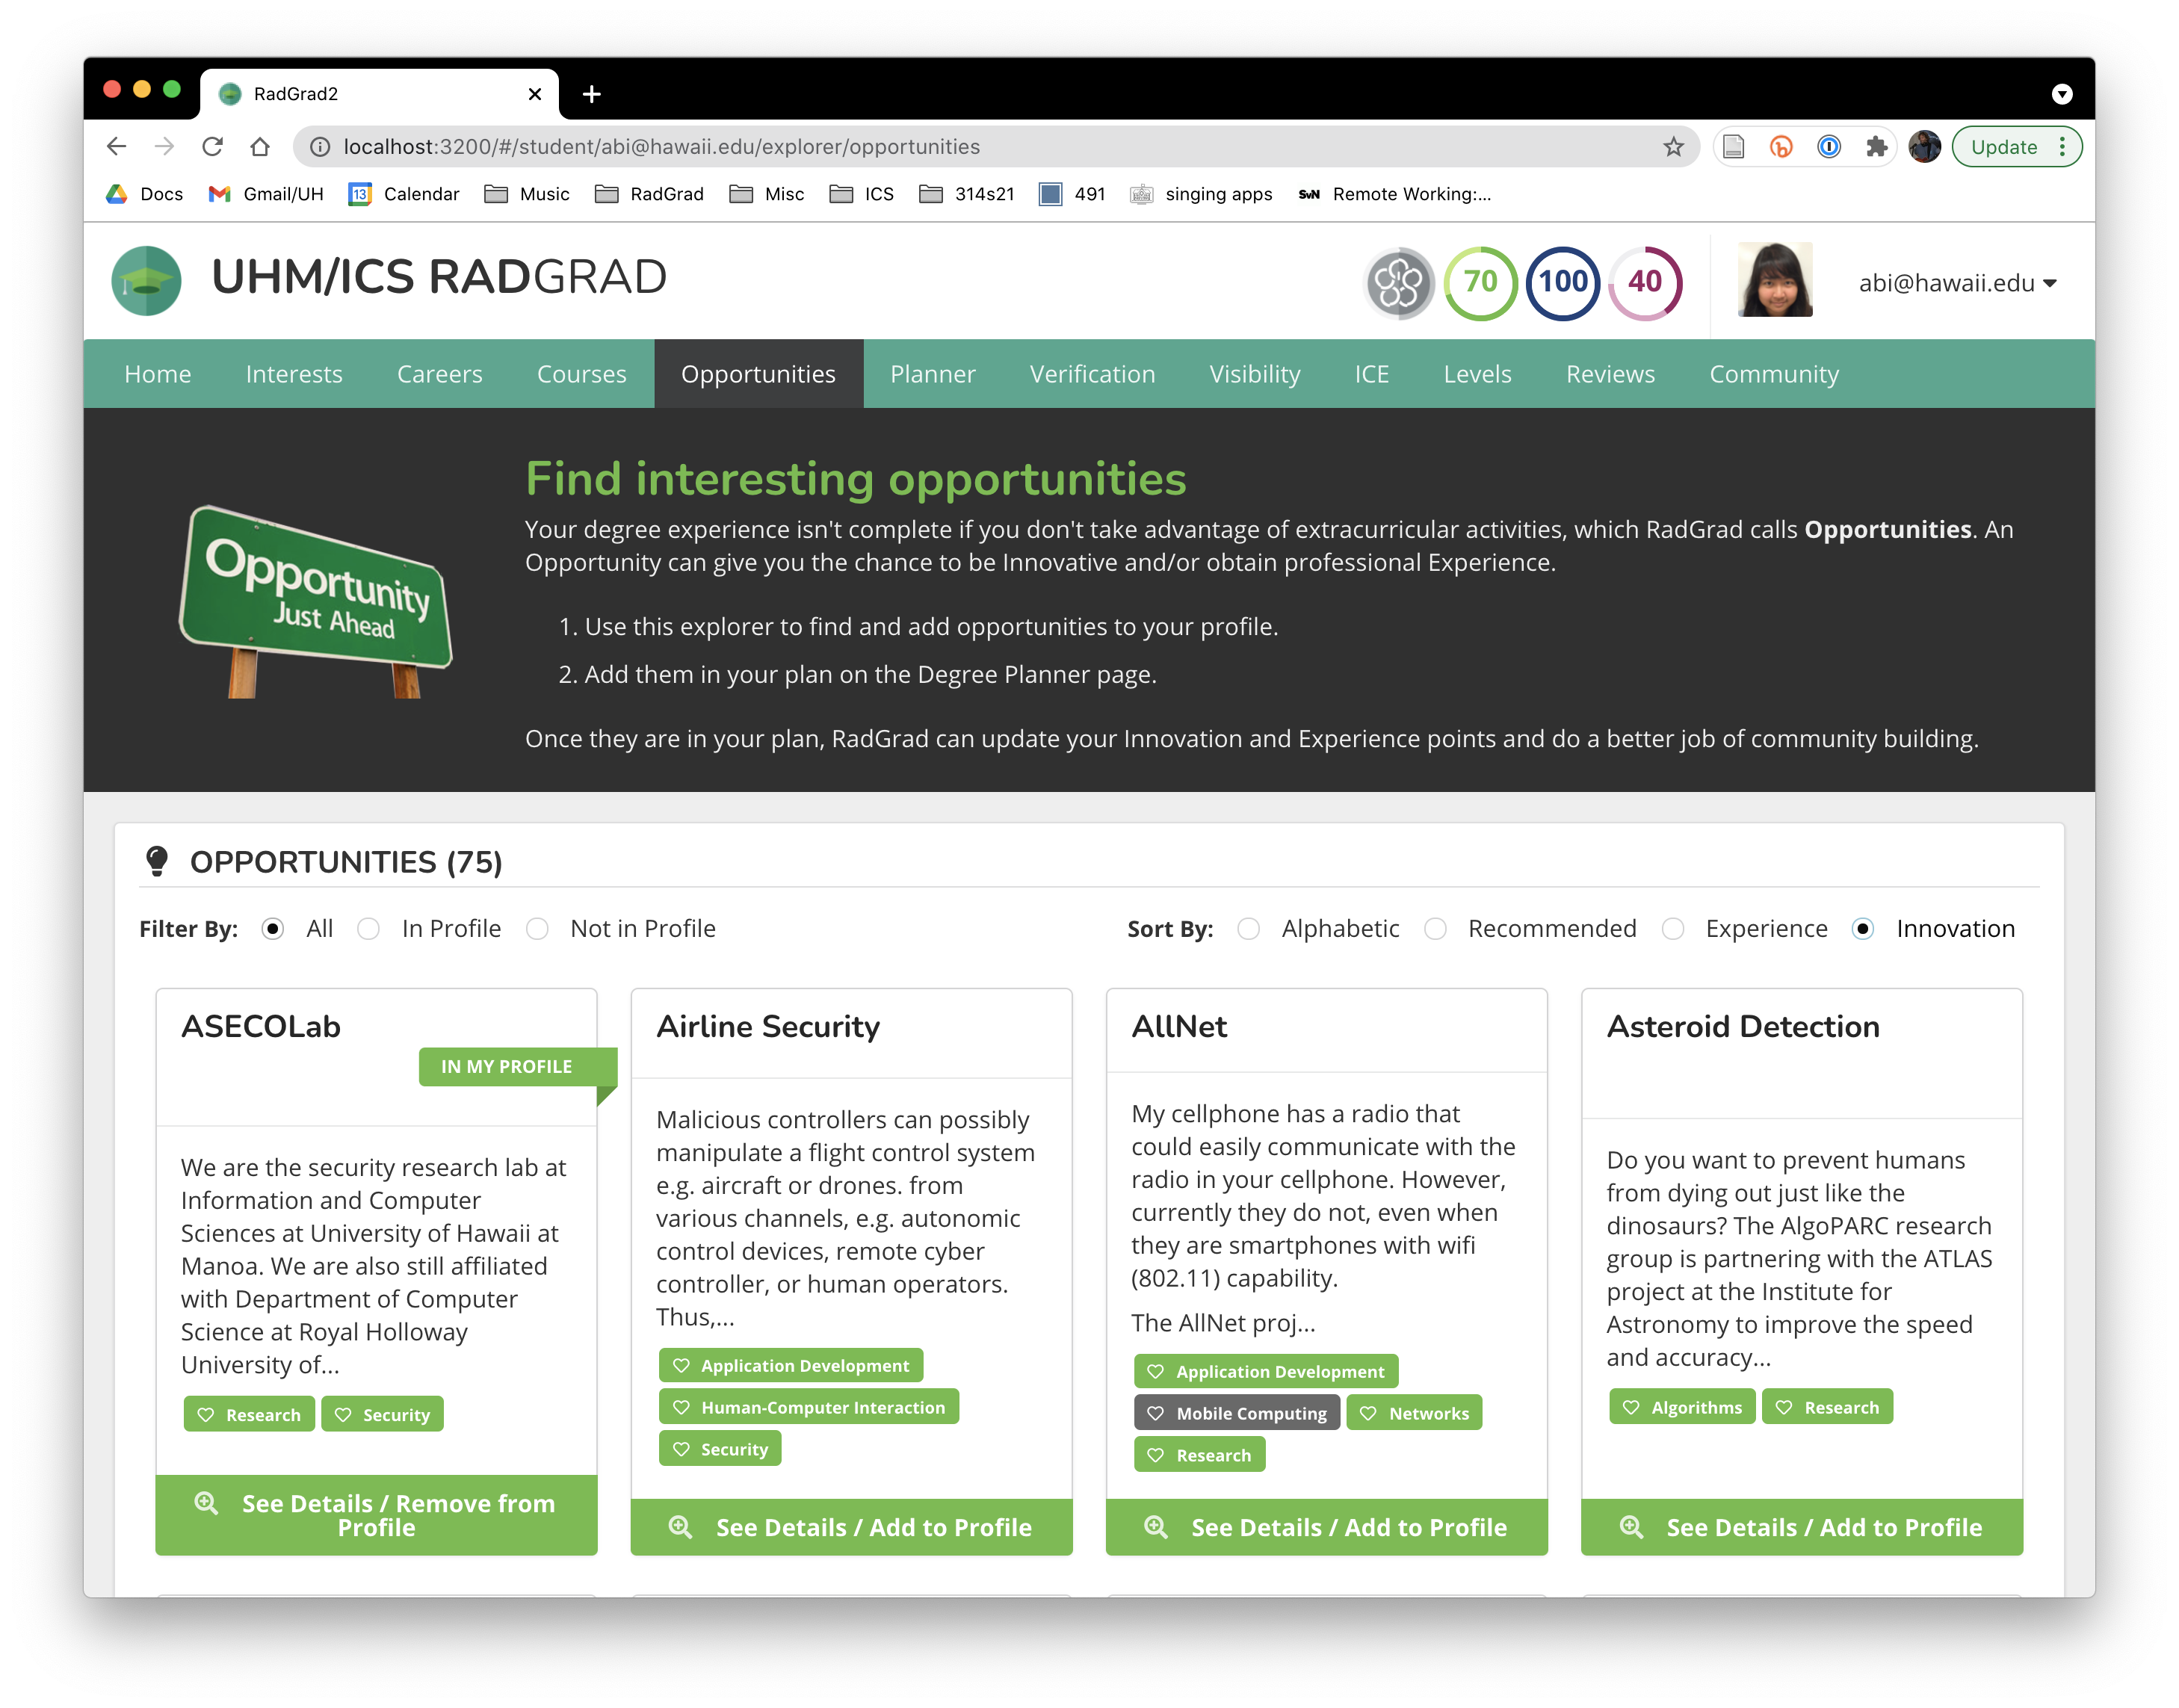 RadGrad2
localhost:3200/#/student/abi@hawaii.edu/explorer/opportunities
Update
Docs
Gmail/UH
13
Calendar
Music
RadGrad
Misc
ICS
314s21
491
singing apps
SvN
Remote Working:...
UHM/ICS RADGRAD
70
100
40
abi@hawaii.edu
Home
Interests
Careers
Courses
Opportunities
Planner
Verification
Visibility
ICE
Levels
Reviews
Community
Opportunity
Just Ahead
Find interesting opportunities
Your degree experience isn't complete if you don't take advantage of extracurricular activities, which RadGrad calls Opportunities. An
Opportunity can give you the chance to be Innovative and/or obtain professional Experience.
1. Use this explorer to find and add opportunities to your profile.
2. Add them in your plan on the Degree Planner page.
Once they are in your plan, RadGrad can update your Innovation and Experience points and do a better job of community building.
OPPORTUNITIES (75)
Filter By: All In Profile Not in Profile
Sort By: Alphabetic Recommended Experience Innovation
ASECOLab
IN MY PROFILE
We are the security research lab at
Information and Computer
Sciences at University of Hawaii at
Manoa. We are also still affiliated
with Department of Computer
Science at Royal Holloway
University of...
Research
Security
See Details / Remove from
Profile
Airline Security
Malicious controllers can possibly
manipulate a flight control system
e.g. aircraft or drones. from
various channels, e.g. autonomic
control devices, remote cyber
controller, or human operators.
Thus,...
Application Development
Human-Computer Interaction
Security
See Details / Add to Profile
AllNet
My cellphone has a radio that
could easily communicate with the
radio in your cellphone. However,
currently they do not, even when
they are smartphones with wifi
(802.11) capability.
The AllNet proj...
Application Development
Mobile Computing
Networks
Research
See Details / Add to Profile
Asteroid Detection
Do you want to prevent humans
from dying out just like the
dinosaurs? The AlgoPARC research
group is partnering with the ATLAS
project at the Institute for
Astronomy to improve the speed
and accuracy...
Algorithms
Research
See Details / Add to Profile